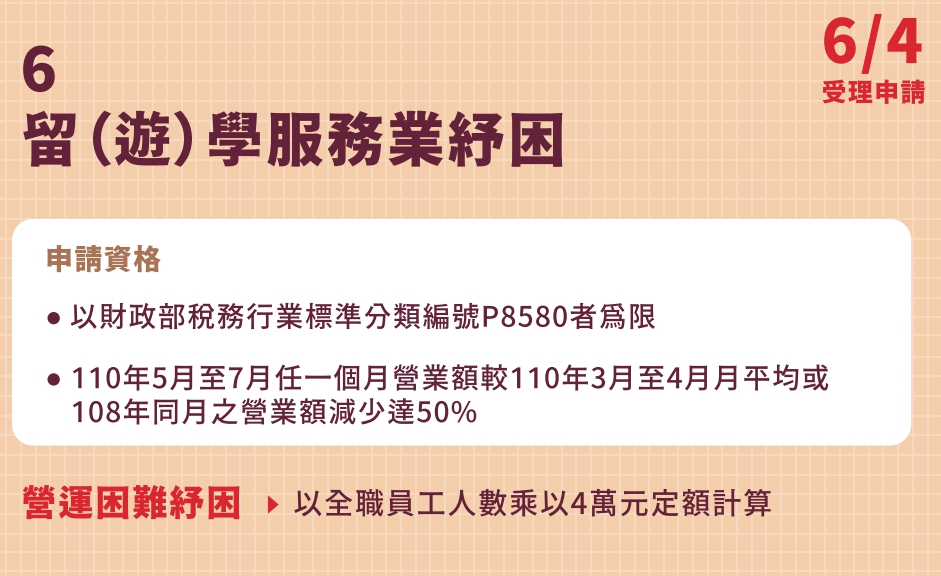 6/4
受理申請
6
留(遊)學服務業紓困
申請資格
● 以財政部稅務行業標準分類編號P8580者爲限
● 110年5月至7月任一個月營業額較110年3月至4月月平均或
108年同月之營業額減少達50%
營運困難紓困 ▶ 以全職員工人數乘以4萬元定額計算